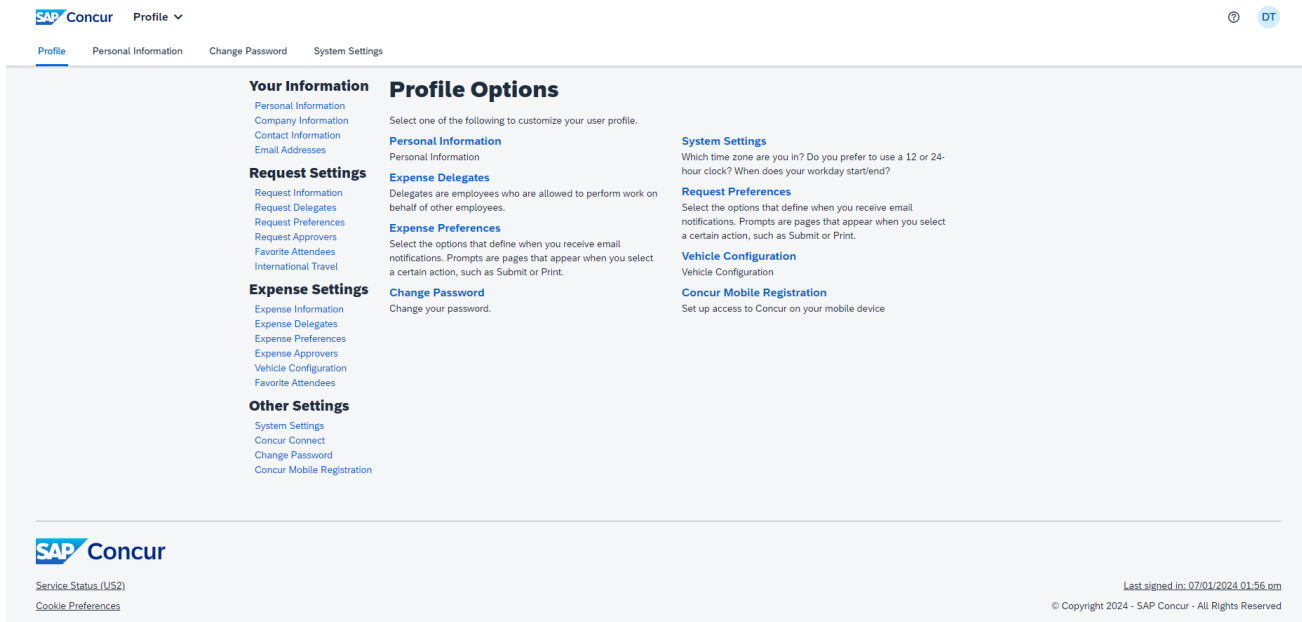 SAP Concur Profile
DT
Profile Personal Information Change Password System Settings
Your Information
Personal Information
Company Information
Contact Information
Email Addresses
Request Settings
Request Information
Request Delegates
Request Preferences
Request Approvers
Favorite Attendees
International Travel
Expense Settings
Expense Information
Expense Delegates
Expense Preferences
Expense Approvers
Vehicle Configuration
Favorite Attendees
Other Settings
System Settings
Concur Connect
Change Password
Concur Mobile Registration
Profile Options
Select one of the following to customize your user profile.
Personal Information
Personal Information
Expense Delegates
Delegates are employees who are allowed to perform work on
behalf of other employees.
Expense Preferences
Select the options that define when you receive email
notifications. Prompts are pages that appear when you select
a certain action, such as Submit or Print.
Change Password
Change your password.
System Settings
Which time zone are you in? Do you prefer to use a 12 or 24-
hour clock? When does your workday start/end?
Request Preferences
Select the options that define when you receive email
notifications. Prompts are pages that appear when you select
a certain action, such as Submit or Print.
Vehicle Configuration
Vehicle Configuration
Concur Mobile Registration
Set up access to Concur on your mobile device
SAP Concur
Service Status (US2)
Cookie Preferences
Last signed in: 07/01/2024 01:56 pm
© Copyright 2024 - SAP Concur - All Rights Reserved